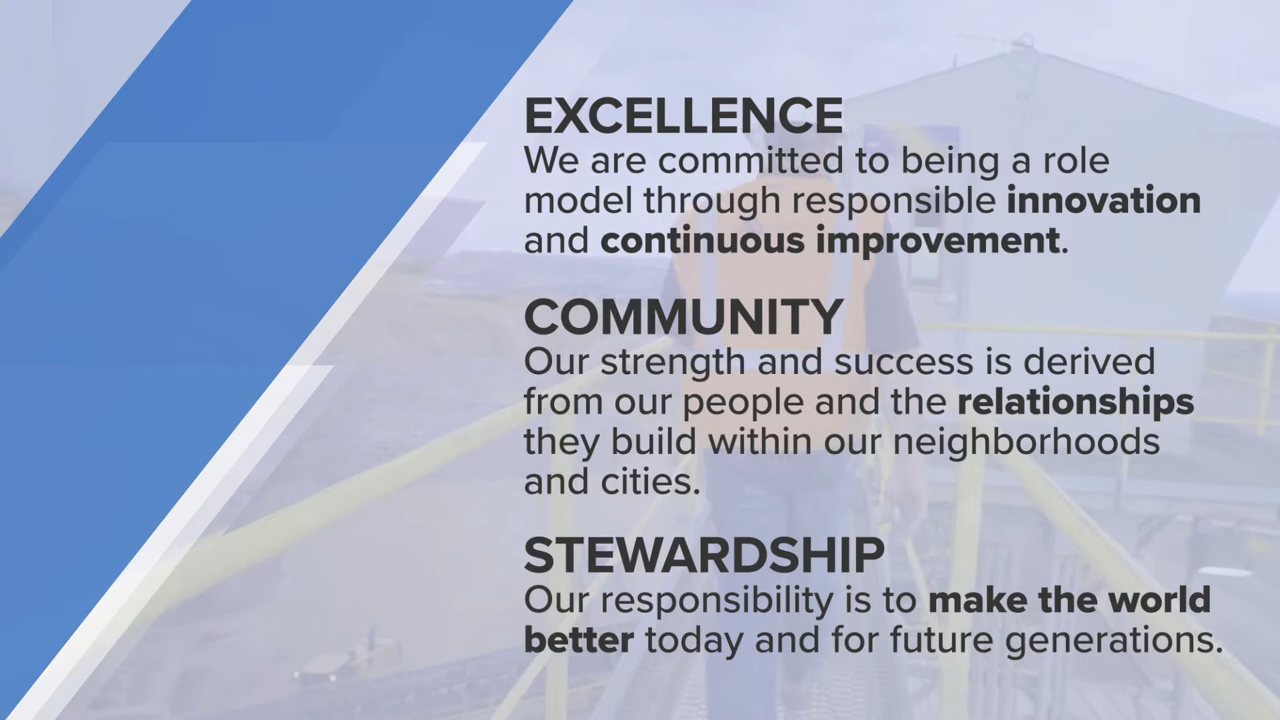 EXCELLENCE
We are committed to being a role
model through responsible innovation
and continuous improvement.
COMMUNITY
Our strength and success is derived
from our people and the relationships
they build within our neighborhoods
and cities.
STEWARDSHIP
Our responsibility is to make the world
better today and for future generations.